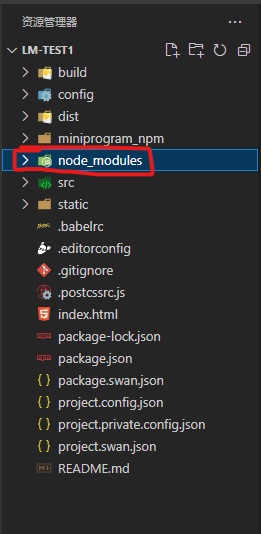 资源管理器
LM-TEST1
build
config
dist
miniprogram_npm
node_modules
src
static
.babelrc
.editorconfig
.gitignore
.postcssrc.js
index.html
package-lock.json
package.json
package.swan.json
project.config.json
project.private.config.json
project.swan.json
README.md